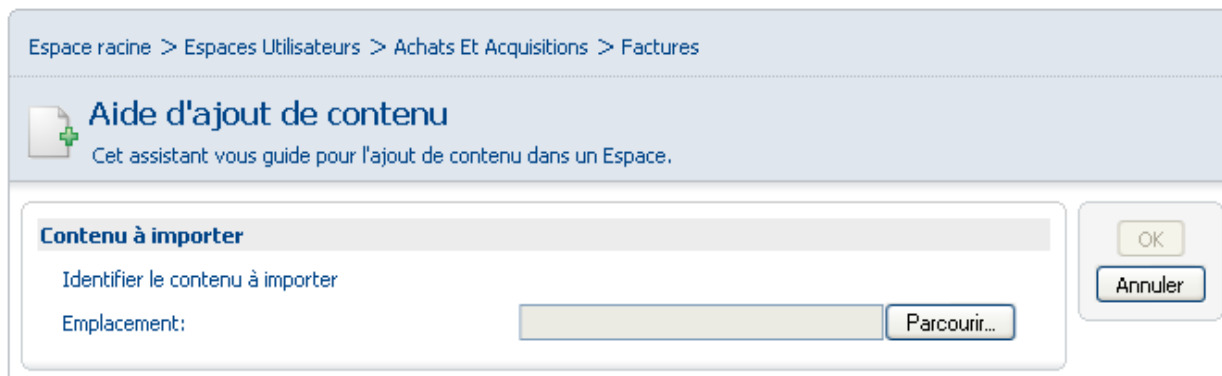 Espace racine > Espaces Utilisateurs > Achats Et Acquisitions > Factures
Aide d'ajout de contenu
Cet assistant vous guide pour l'ajout de contenu dans un Espace.
Contenu à importer
OK
Identifier le contenu à importer
Annuler
Emplacement:
Parcourir...